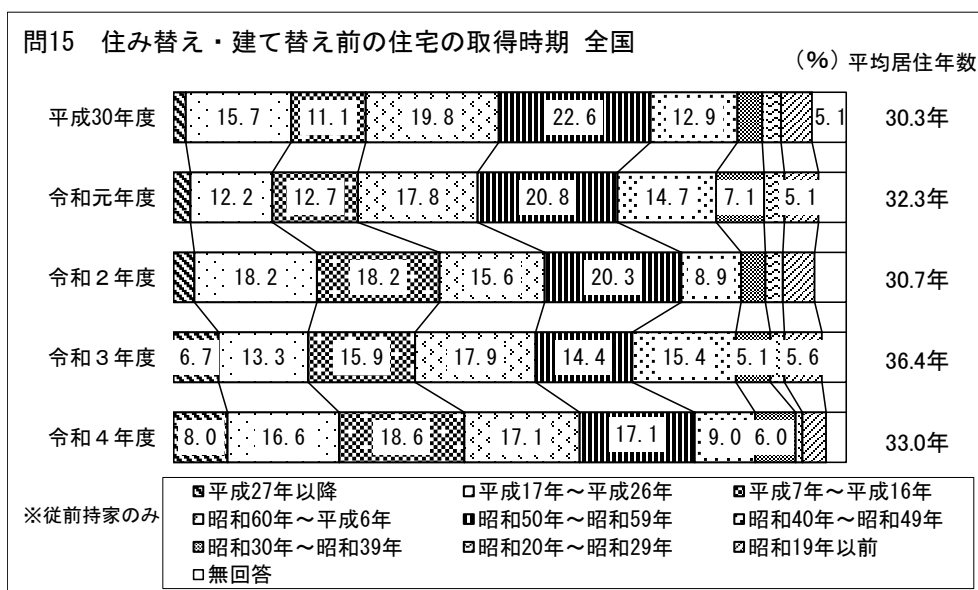 問15 住み替え・建て替え前の住宅の取得時期 全国
(%) 平均居住年数
平成30年度 15.7 11.1 19.8 22.6 12.9 5.1 30.3年
令和元年度 12.2 12.7 17.8 20.8 14.7 7.1 5.1 32.3年
令和2年度 18.2 18.2 15.6 20.3 8.9 30.7年
令和3年度 6.7 13.3 15.9 17.9 14.4 15.4 5.1 5.6 36.4年
令和4年度 8.0 16.6 18.6 17.1 17.1 9.0 6.0 33.0年
※従前持家のみ
平成27年以降 平成17年~平成26年 平成7年~平成16年
昭和60年~平成6年 昭和50年~昭和59年 昭和40年~昭和49年
昭和30年~昭和39年 昭和20年~昭和29年 昭和19年以前
無回答